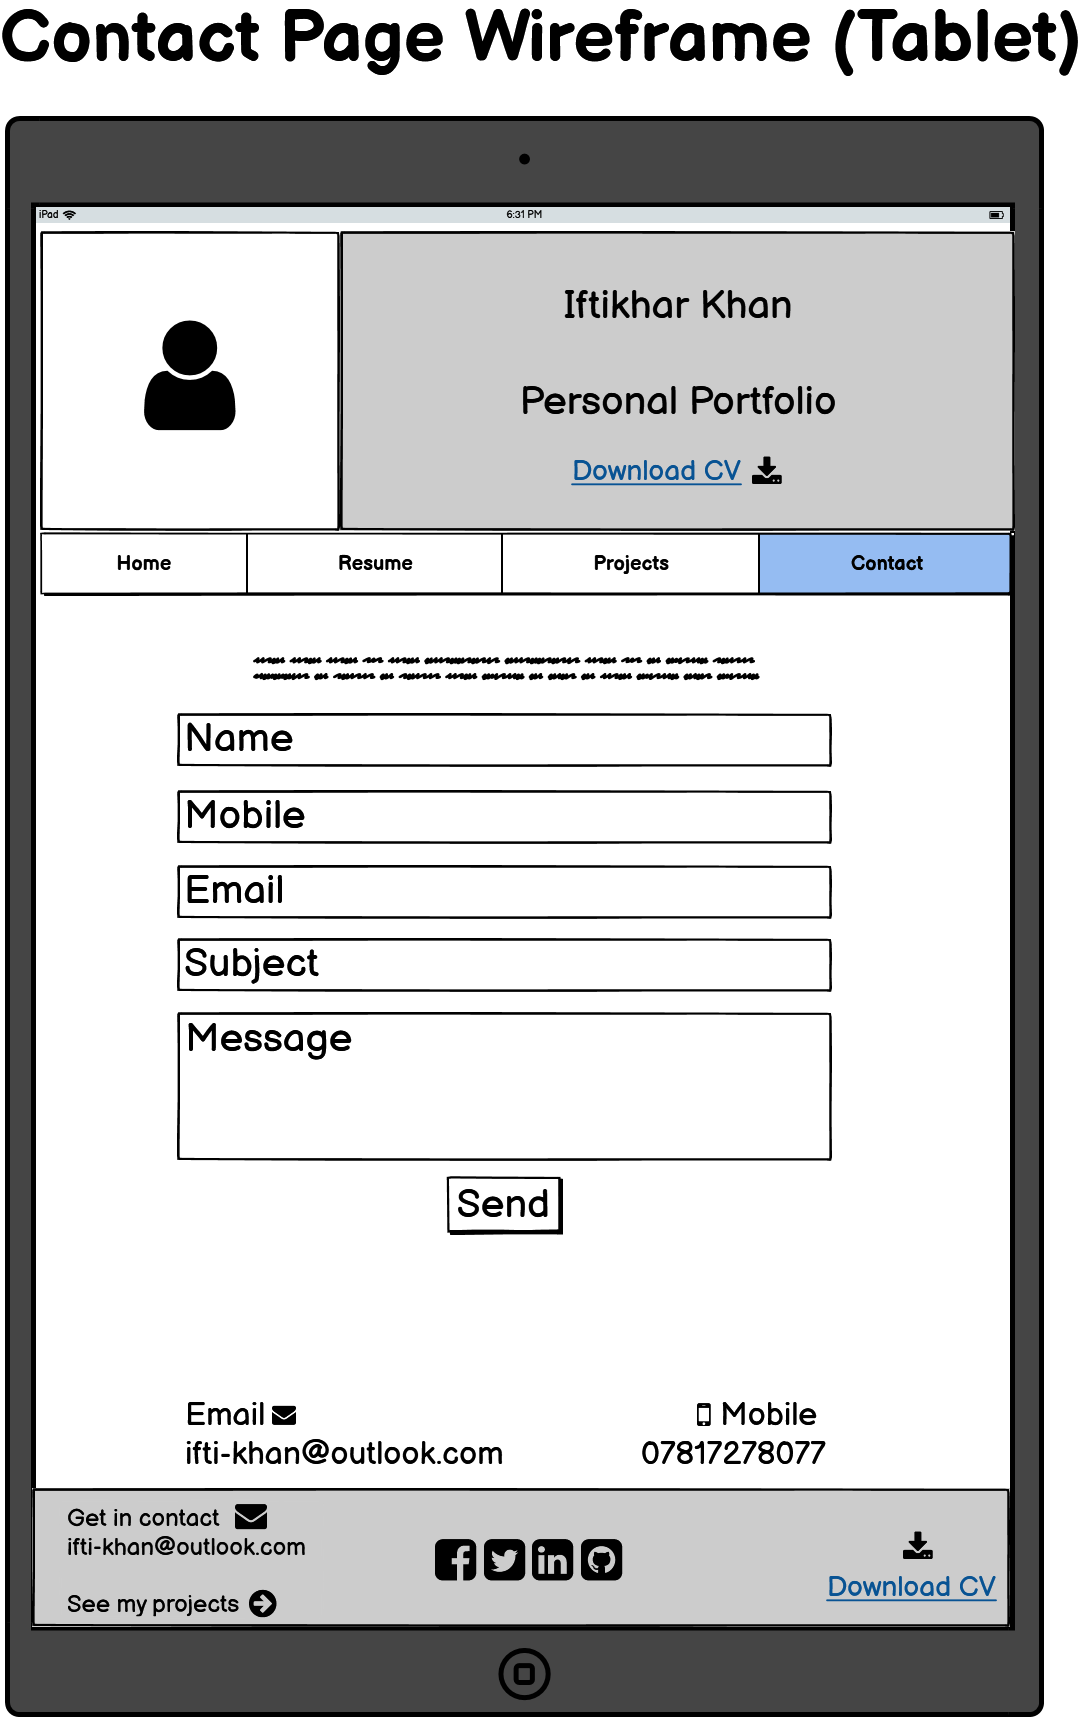 Contact Page Wireframe (Tablet)
iPad 6:31 PM
Iftikhar Khan
Personal Portfolio
Download CV
Home Resume Projects Contact
Name
Mobile
Email
Subject
Message
Send
Email Mobile
ifti-khan@outlook.com 07817278077
Get in contact
ifti-khan@outlook.com
See my projects
Download CV